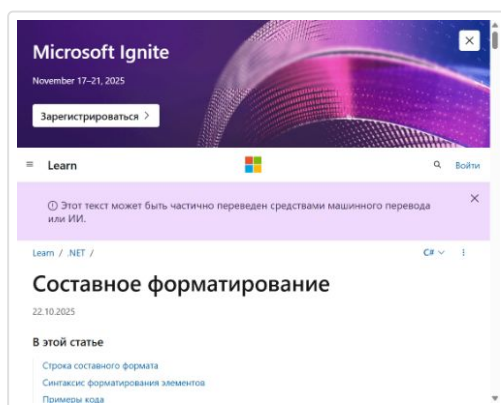 Microsoft Ignite
November 17–21, 2025
Зарегистрироваться >
Learn
Войти
Этот текст может быть частично переведен средствами машинного перевода
или ИИ.
Learn / .NET /
C#
Составное форматирование
22.10.2025
В этой статье
Строка составного формата
Синтаксис форматирования элементов
Примеры кода